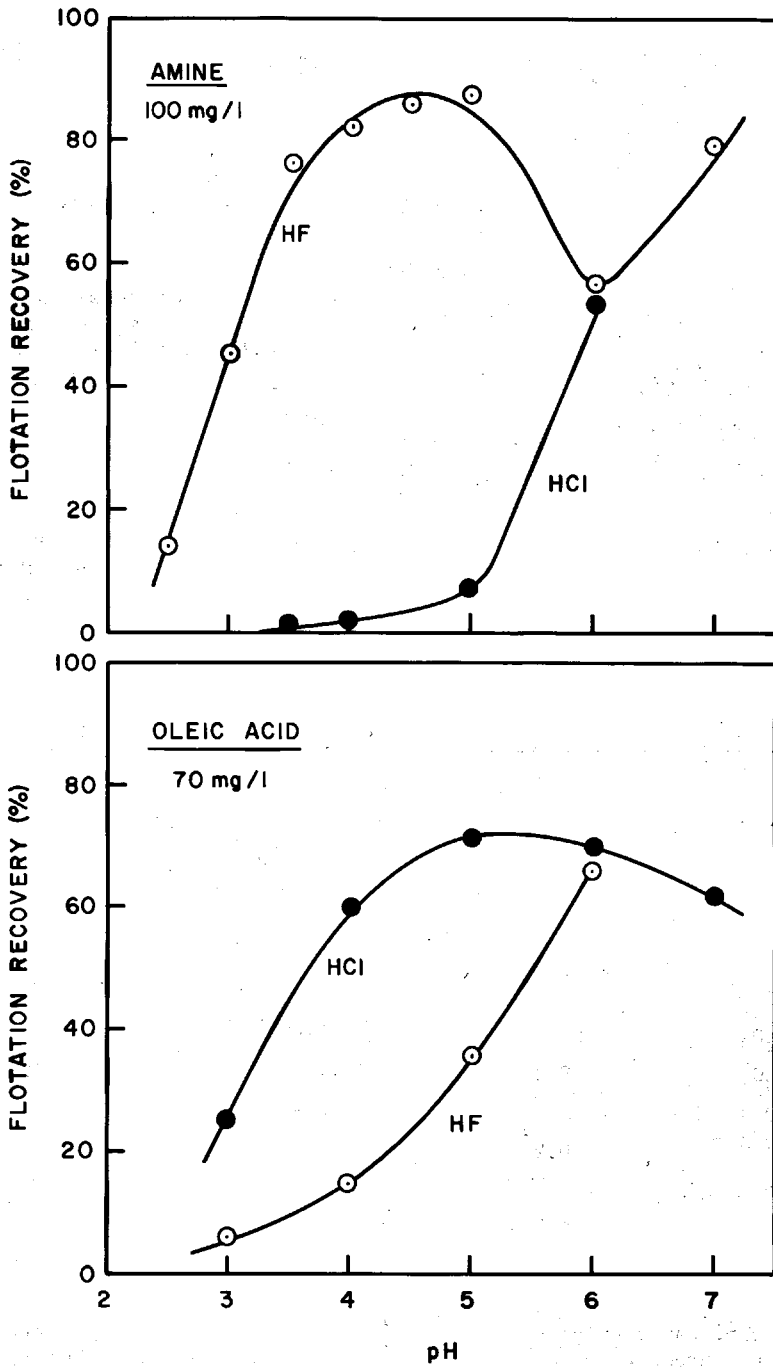 FLOTATION RECOVERY (%)
100
80
60
40
20
0
AMINE
100 mg/l
HF
HCl
FLOTATION RECOVERY (%)
100
80
60
40
20
0
OLEIC ACID
70 mg/l
HCl
HF
2 3 4 5 6 7
pH